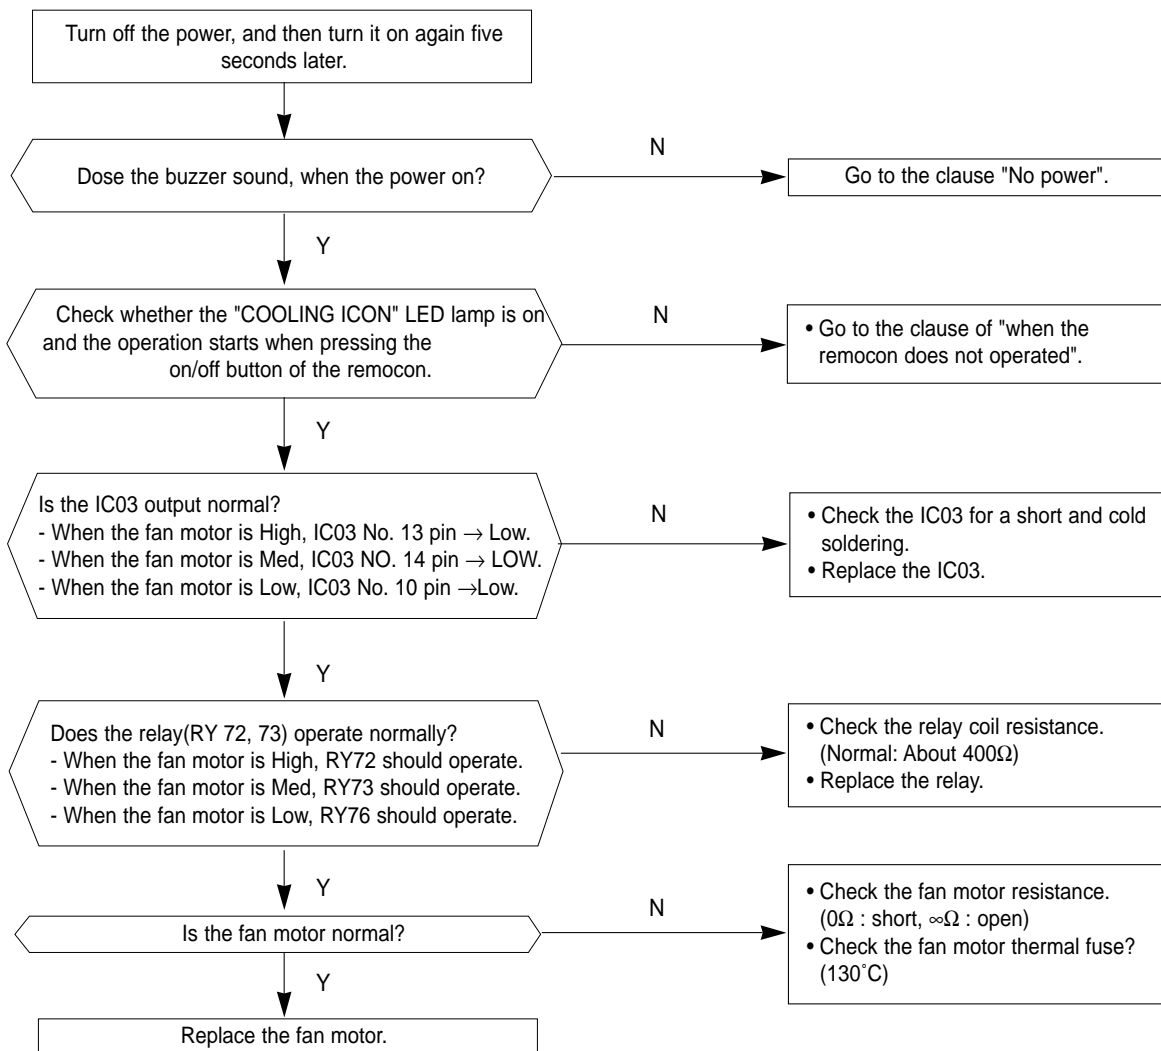 Turn off the power, and then turn it on again five
seconds later.
Dose the buzzer sound, when the power on?
N
Go to the clause "No power".
Y
Check whether the "COOLING ICON" LED lamp is on
and the operation starts when pressing the
on/off button of the remocon.
N
• Go to the clause of "when the
remocon does not operated".
Y
Is the IC03 output normal?
- When the fan motor is High, IC03 No. 13 pin → Low.
- When the fan motor is Med, IC03 NO. 14 pin → LOW.
- When the fan motor is Low, IC03 No. 10 pin →Low.
N
• Check the IC03 for a short and cold
soldering.
• Replace the IC03.
Y
Does the relay(RY 72, 73) operate normally?
- When the fan motor is High, RY72 should operate.
- When the fan motor is Med, RY73 should operate.
- When the fan motor is Low, RY76 should operate.
N
• Check the relay coil resistance.
(Normal: About 400Ω)
• Replace the relay.
Y
Is the fan motor normal?
N
• Check the fan motor resistance.
(0Ω : short, ∞Ω : open)
• Check the fan motor thermal fuse?
(130˚C)
Y
Replace the fan motor.